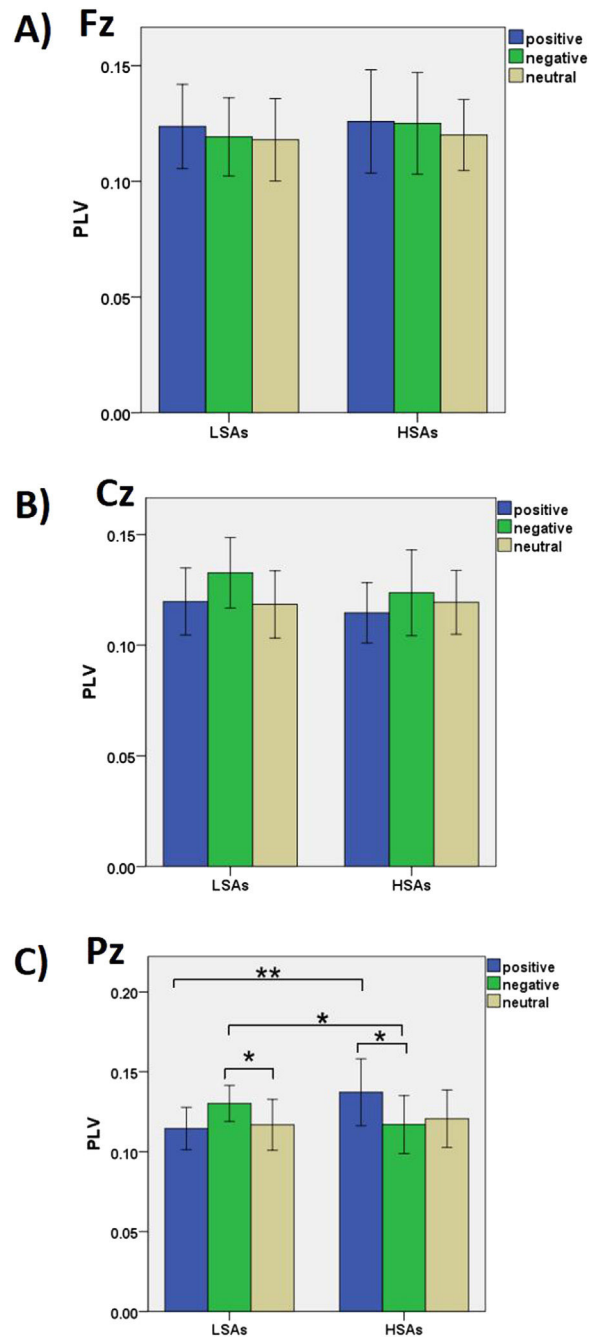 A) Fz
positive
negative
neutral
0.15
0.10
0.05
0.00
PLV
LSAs HSAs
B) Cz
positive
negative
neutral
0.15
0.10
0.05
0.00
PLV
LSAs HSAs
C) Pz
positive
negative
neutral
0.20
0.15
0.10
0.05
0.00
PLV
**
*
*
*
LSAs HSAs